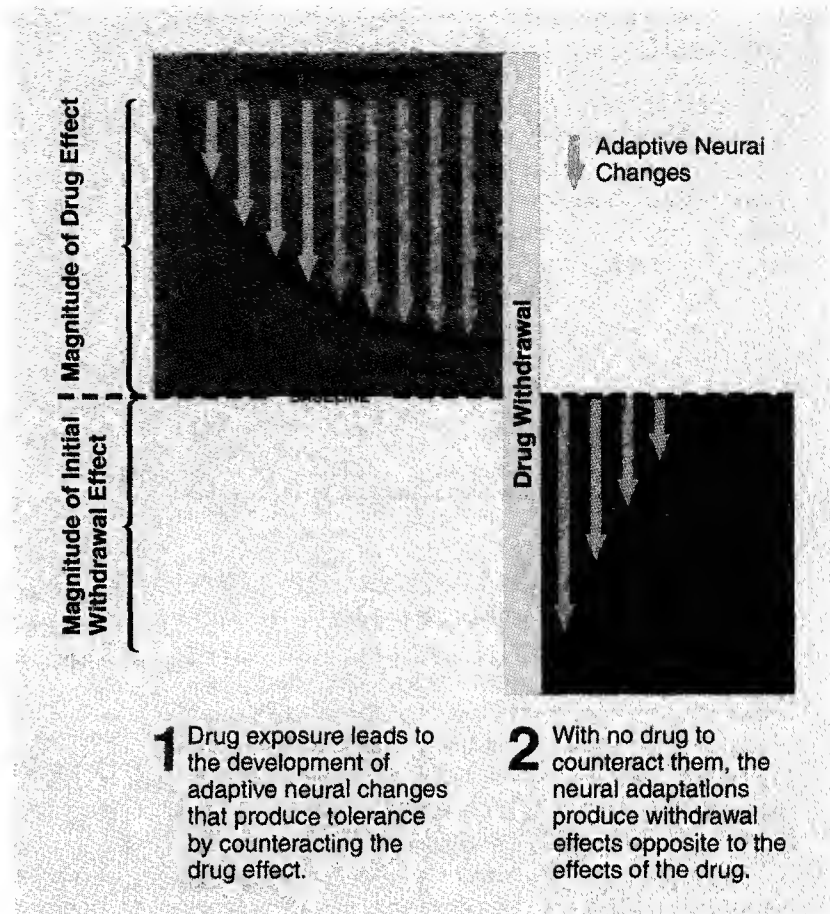 Magnitude of Drug Effect
Adaptive Neural
Changes
BASELINE
Magnitude of Initial
Withdrawal Effect
Drug Withdrawal
1 Drug exposure leads to
the development of
adaptive neural changes
that produce tolerance
by counteracting the
drug effect.
2 With no drug to
counteract them, the
neural adaptations
produce withdrawal
effects opposite to the
effects of the drug.